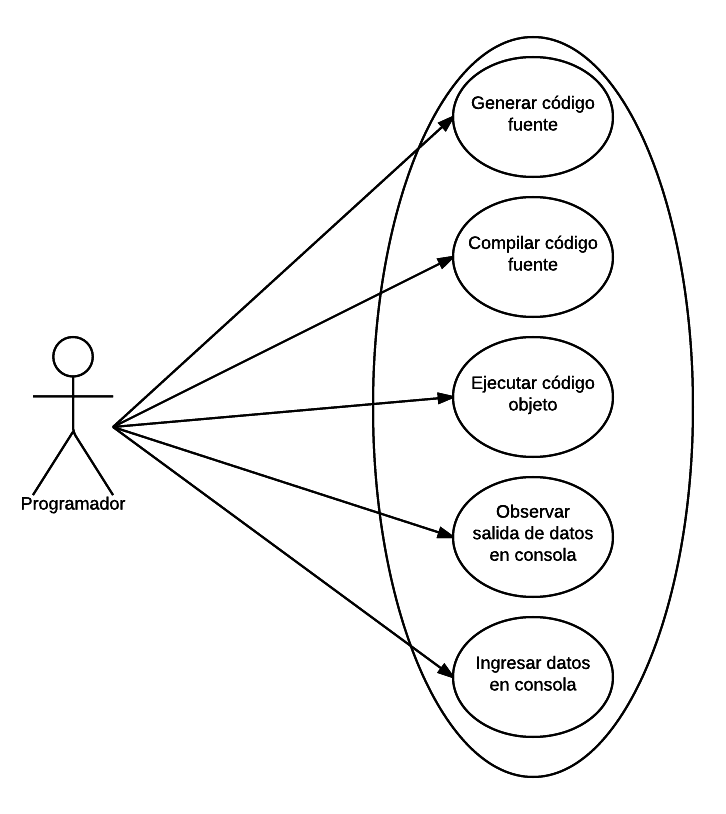 Generar código
fuente
Compilar código
fuente
Ejecutar código
objeto
Observar
salida de datos
en consola
Ingresar datos
en consola
Programador